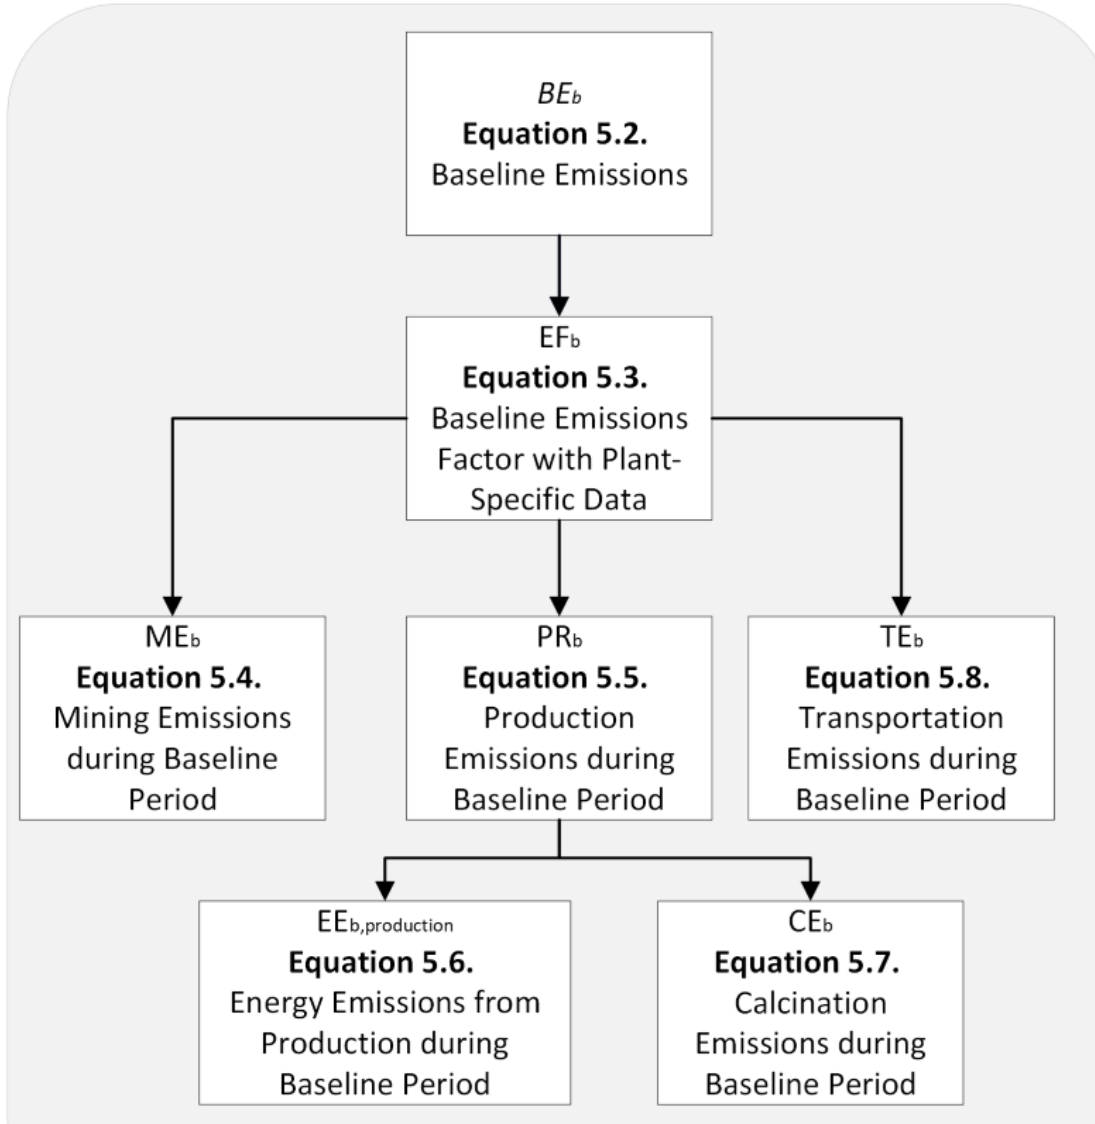 BEb
Equation 5.2.
Baseline Emissions
EFb
Equation 5.3.
Baseline Emissions
Factor with Plant-
Specific Data
MEb
Equation 5.4.
Mining Emissions
during Baseline
Period
PRb
Equation 5.5.
Production
Emissions during
Baseline Period
TEb
Equation 5.8.
Transportation
Emissions during
Baseline Period
EEb,production
Equation 5.6.
Energy Emissions from
Production during
Baseline Period
CEb
Equation 5.7.
Calcination
Emissions during
Baseline Period